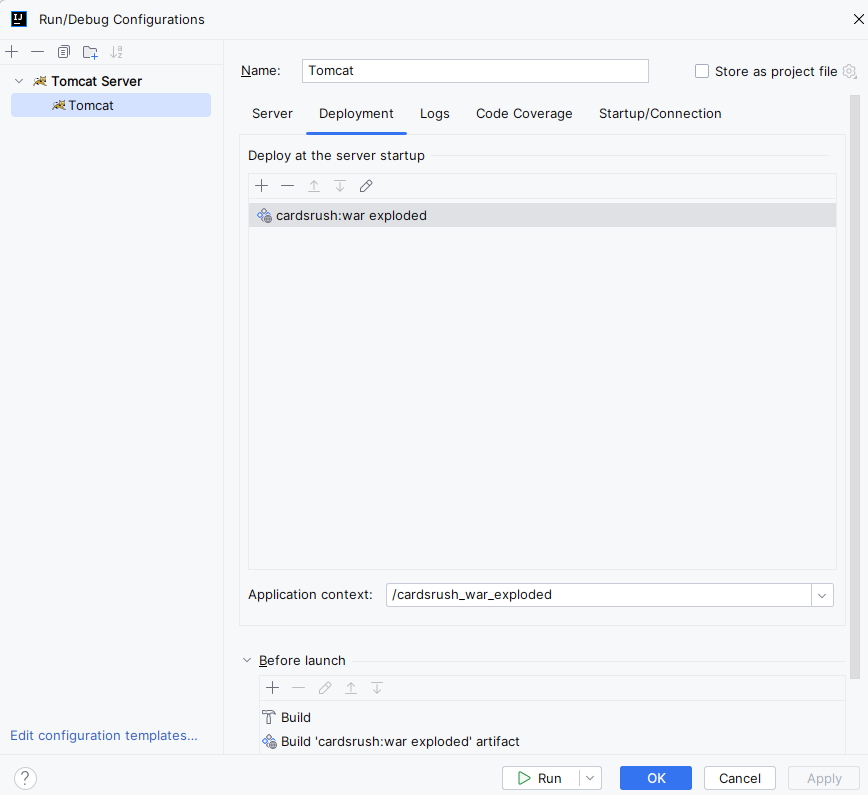 Run/Debug Configurations
Tomcat Server
Tomcat
Name: Tomcat Store as project file
Server Deployment Logs Code Coverage Startup/Connection
Deploy at the server startup
cardsrush:war exploded
Application context: /cardsrush_war_exploded
Before launch
Build
Build 'cardsrush:war exploded' artifact
Edit configuration templates...
? Run OK Cancel Apply